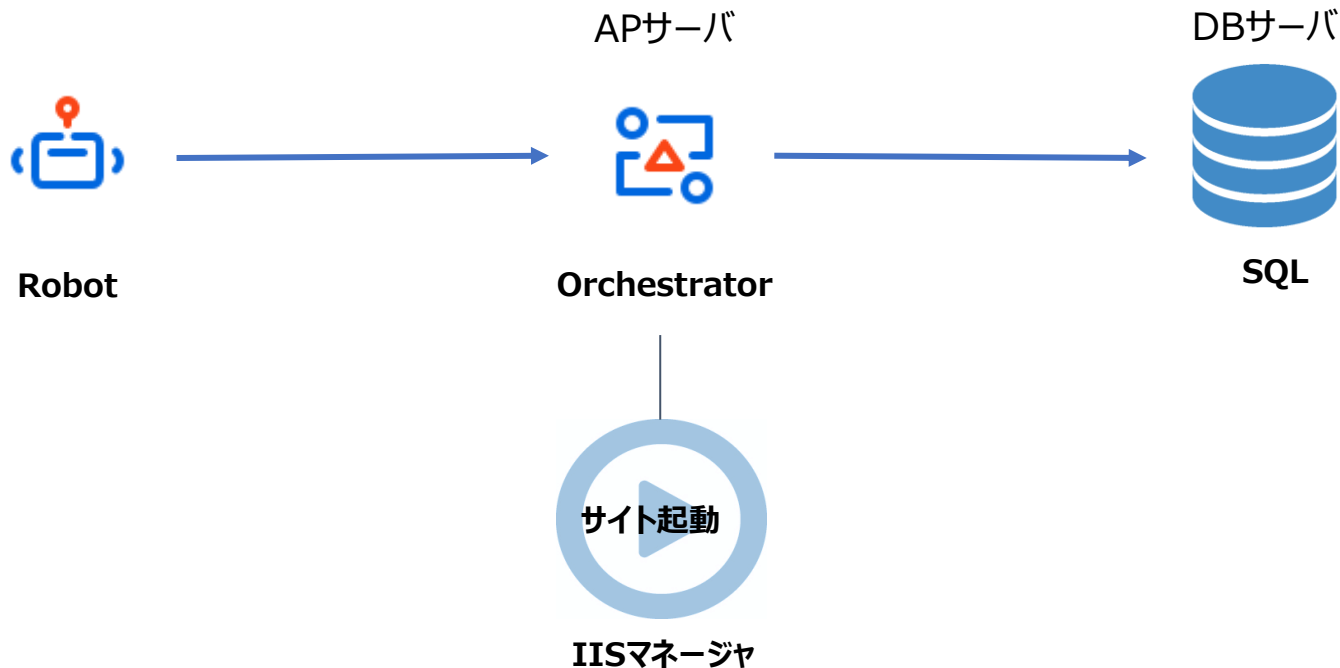 APサーバ
DBサーバ
Robot
Orchestrator
SQL
サイト起動
IISマネージャ